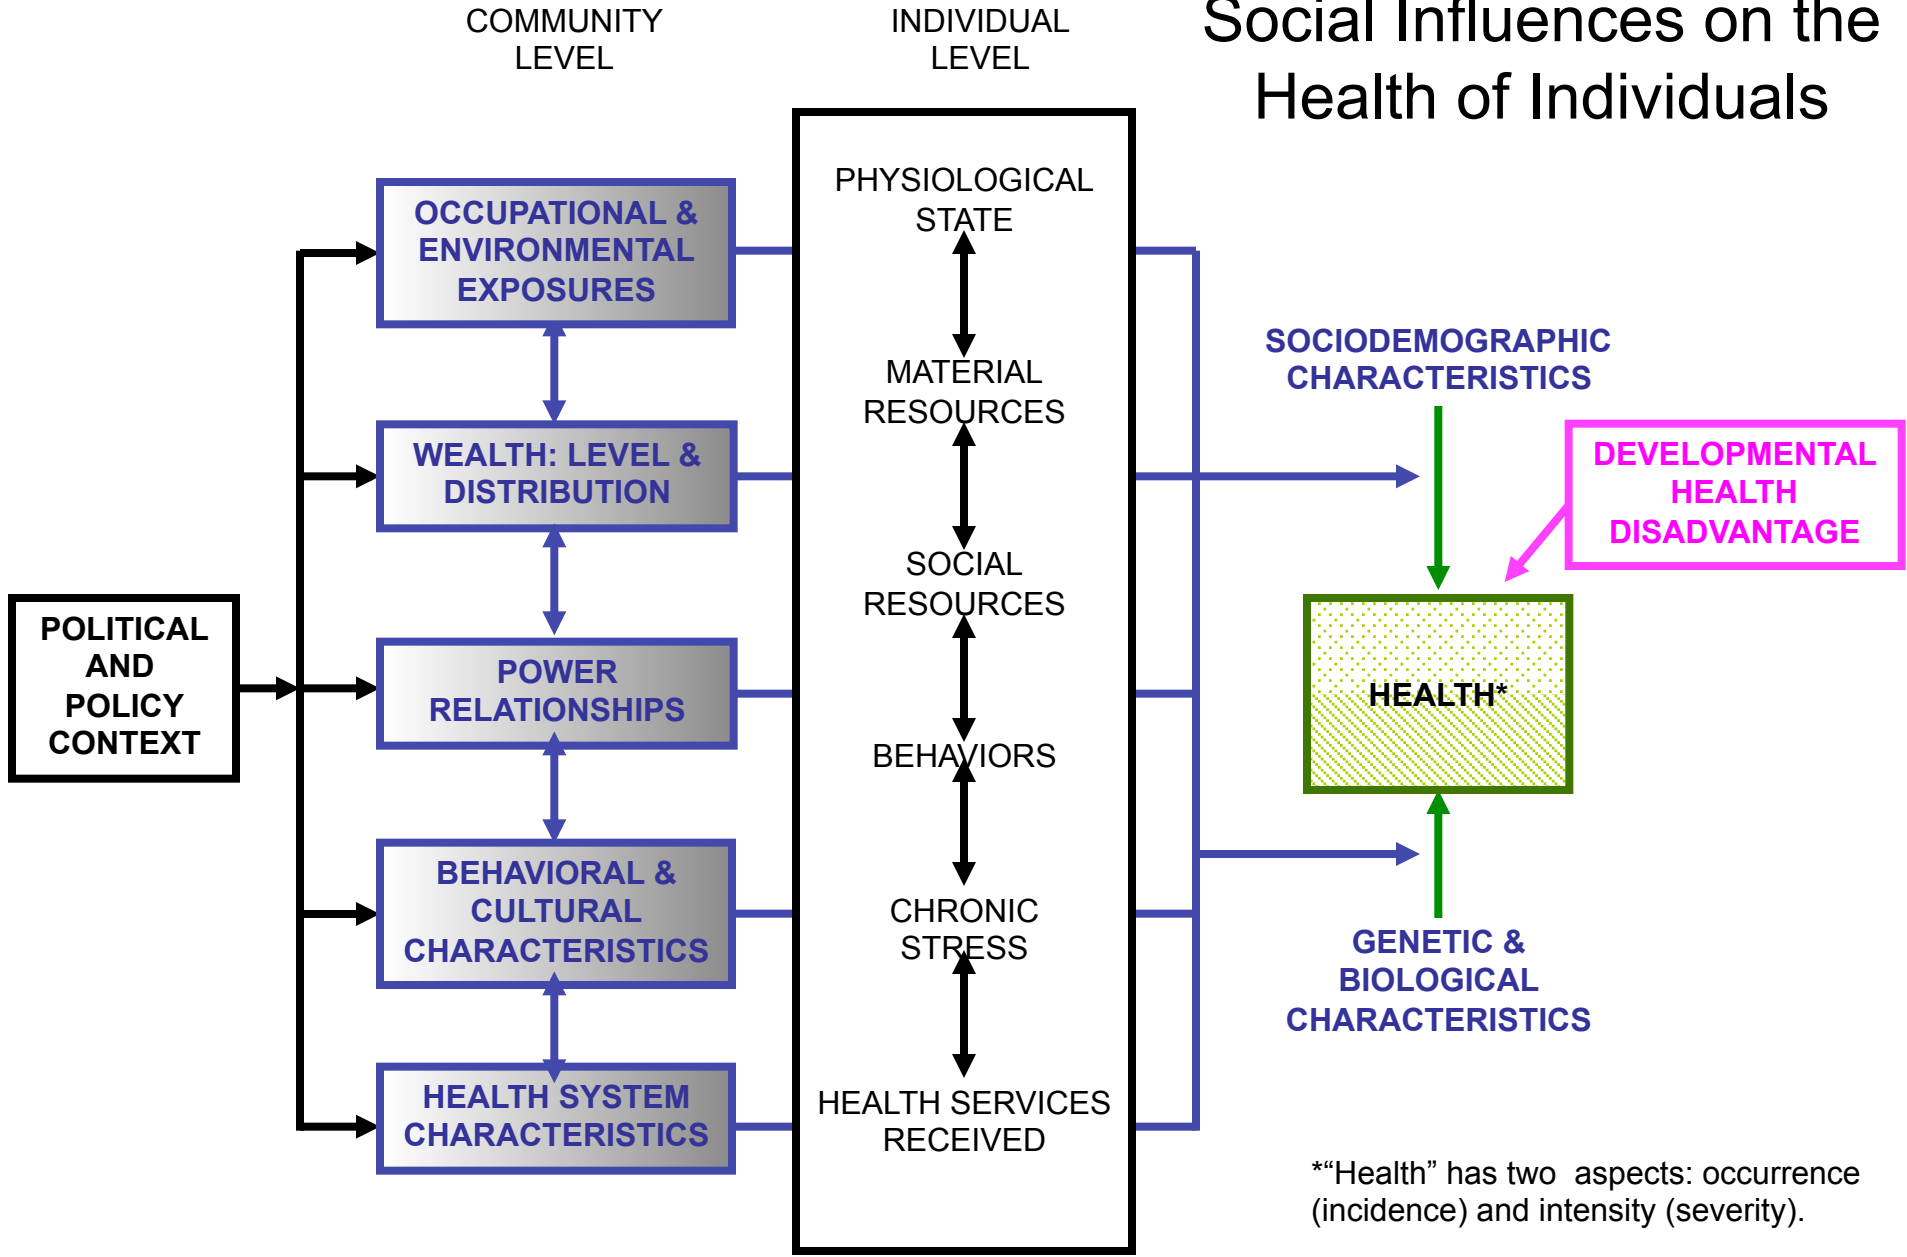 Social Influences on the
Health of Individuals
COMMUNITY
LEVEL
INDIVIDUAL
LEVEL
POLITICAL
AND
POLICY
CONTEXT
OCCUPATIONAL &
ENVIRONMENTAL
EXPOSURES
WEALTH: LEVEL &
DISTRIBUTION
POWER
RELATIONSHIPS
BEHAVIORAL &
CULTURAL
CHARACTERISTICS
HEALTH SYSTEM
CHARACTERISTICS
PHYSIOLOGICAL
STATE
MATERIAL
RESOURCES
SOCIAL
RESOURCES
BEHAVIORS
CHRONIC
STRESS
HEALTH SERVICES
RECEIVED
SOCIODEMOGRAPHIC
CHARACTERISTICS
DEVELOPMENTAL
HEALTH
DISADVANTAGE
HEALTH*
GENETIC &
BIOLOGICAL
CHARACTERISTICS
*“Health” has two  aspects: occurrence
(incidence) and intensity (severity).